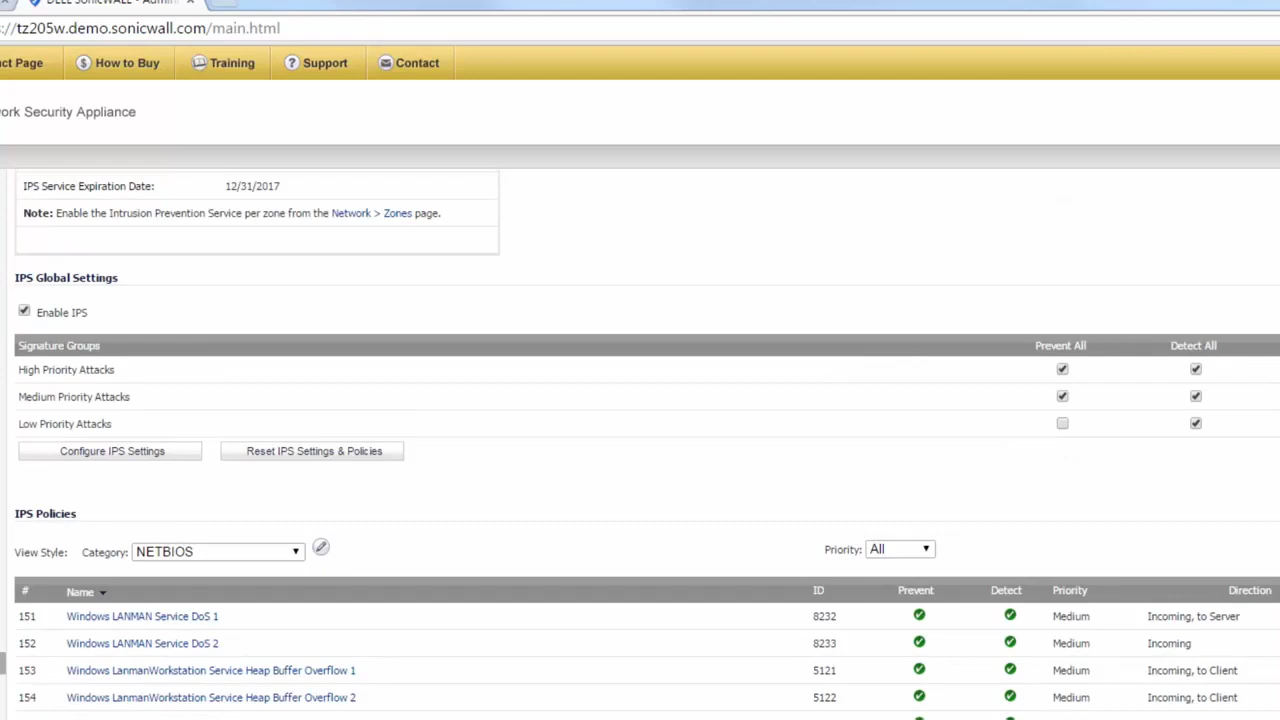 DELL SonicWALL - Admini
://tz205w.demo.sonicwall.com/main.html
uct Page How to Buy Training Support Contact
ork Security Appliance
IPS Service Expiration Date: 12/31/2017
Note: Enable the Intrusion Prevention Service per zone from the Network > Zones page.
IPS Global Settings
Enable IPS
Signature Groups Prevent All Detect All
High Priority Attacks
Medium Priority Attacks
Low Priority Attacks
Configure IPS Settings Reset IPS Settings & Policies
IPS Policies
View Style: Category: NETBIOS Priority: All
# Name ID Prevent Detect Priority Direction
151 Windows LANMAN Service DoS 1 8232 Medium Incoming, to Server
152 Windows LANMAN Service DoS 2 8233 Medium Incoming
153 Windows LanmanWorkstation Service Heap Buffer Overflow 1 5121 Medium Incoming, to Client
154 Windows LanmanWorkstation Service Heap Buffer Overflow 2 5122 Medium Incoming, to Client